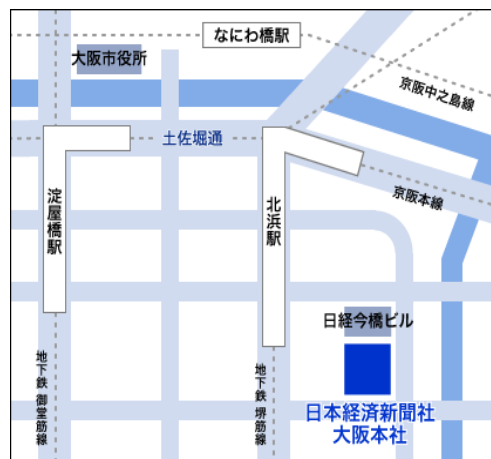 なにわ橋駅
大阪市役所
京阪中之島線
土佐堀通
淀屋橋駅
北浜駅
京阪本線
日経今橋ビル
地下鉄 御堂筋線
地下鉄 堺筋線
日本経済新聞社
大阪本社